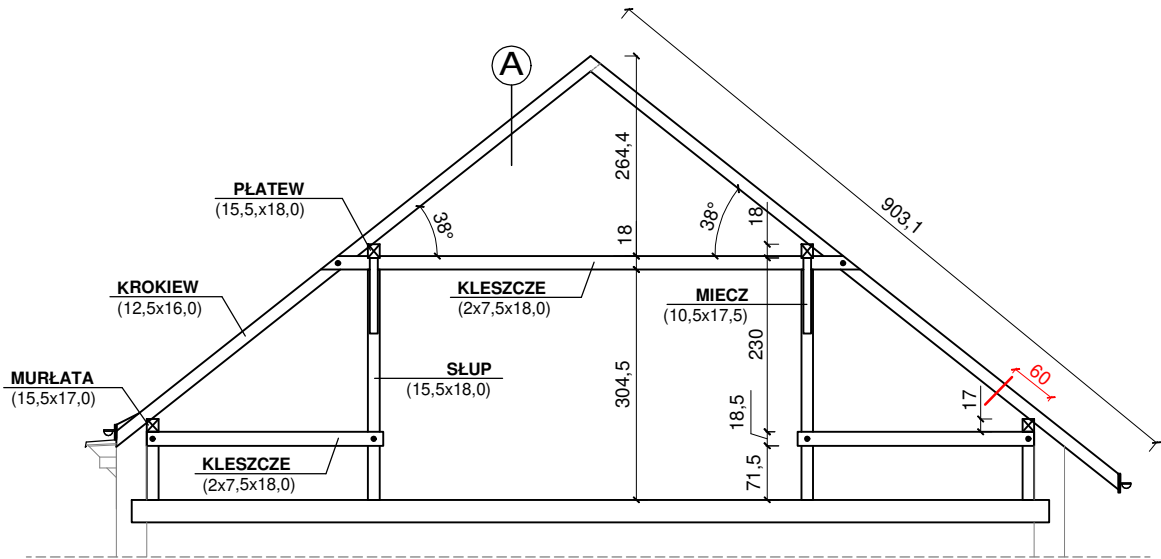 A
903,1
264,4
PŁATEW
(15,5,x18,0)
38°
38°
18
18
KROKIEW
(12,5x16,0)
KLESZCZE
(2x7,5x18,0)
MIECZ
(10,5x17,5)
230
MURŁATA
(15,5x17,0)
SŁUP
(15,5x18,0)
304,5
60
17
18,5
KLESZCZE
(2x7,5x18,0)
71,5